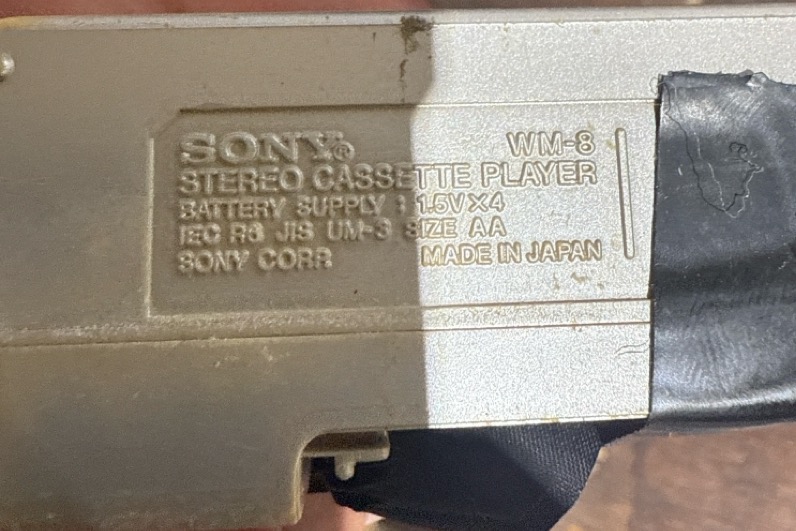 SONY®
WM-8
STEREO CASSETTE PLAYER
BATTERY SUPPLY : 1.5V×4
IEC R6 JIS UM-3 SIZE AA
SONY CORP. MADE IN JAPAN